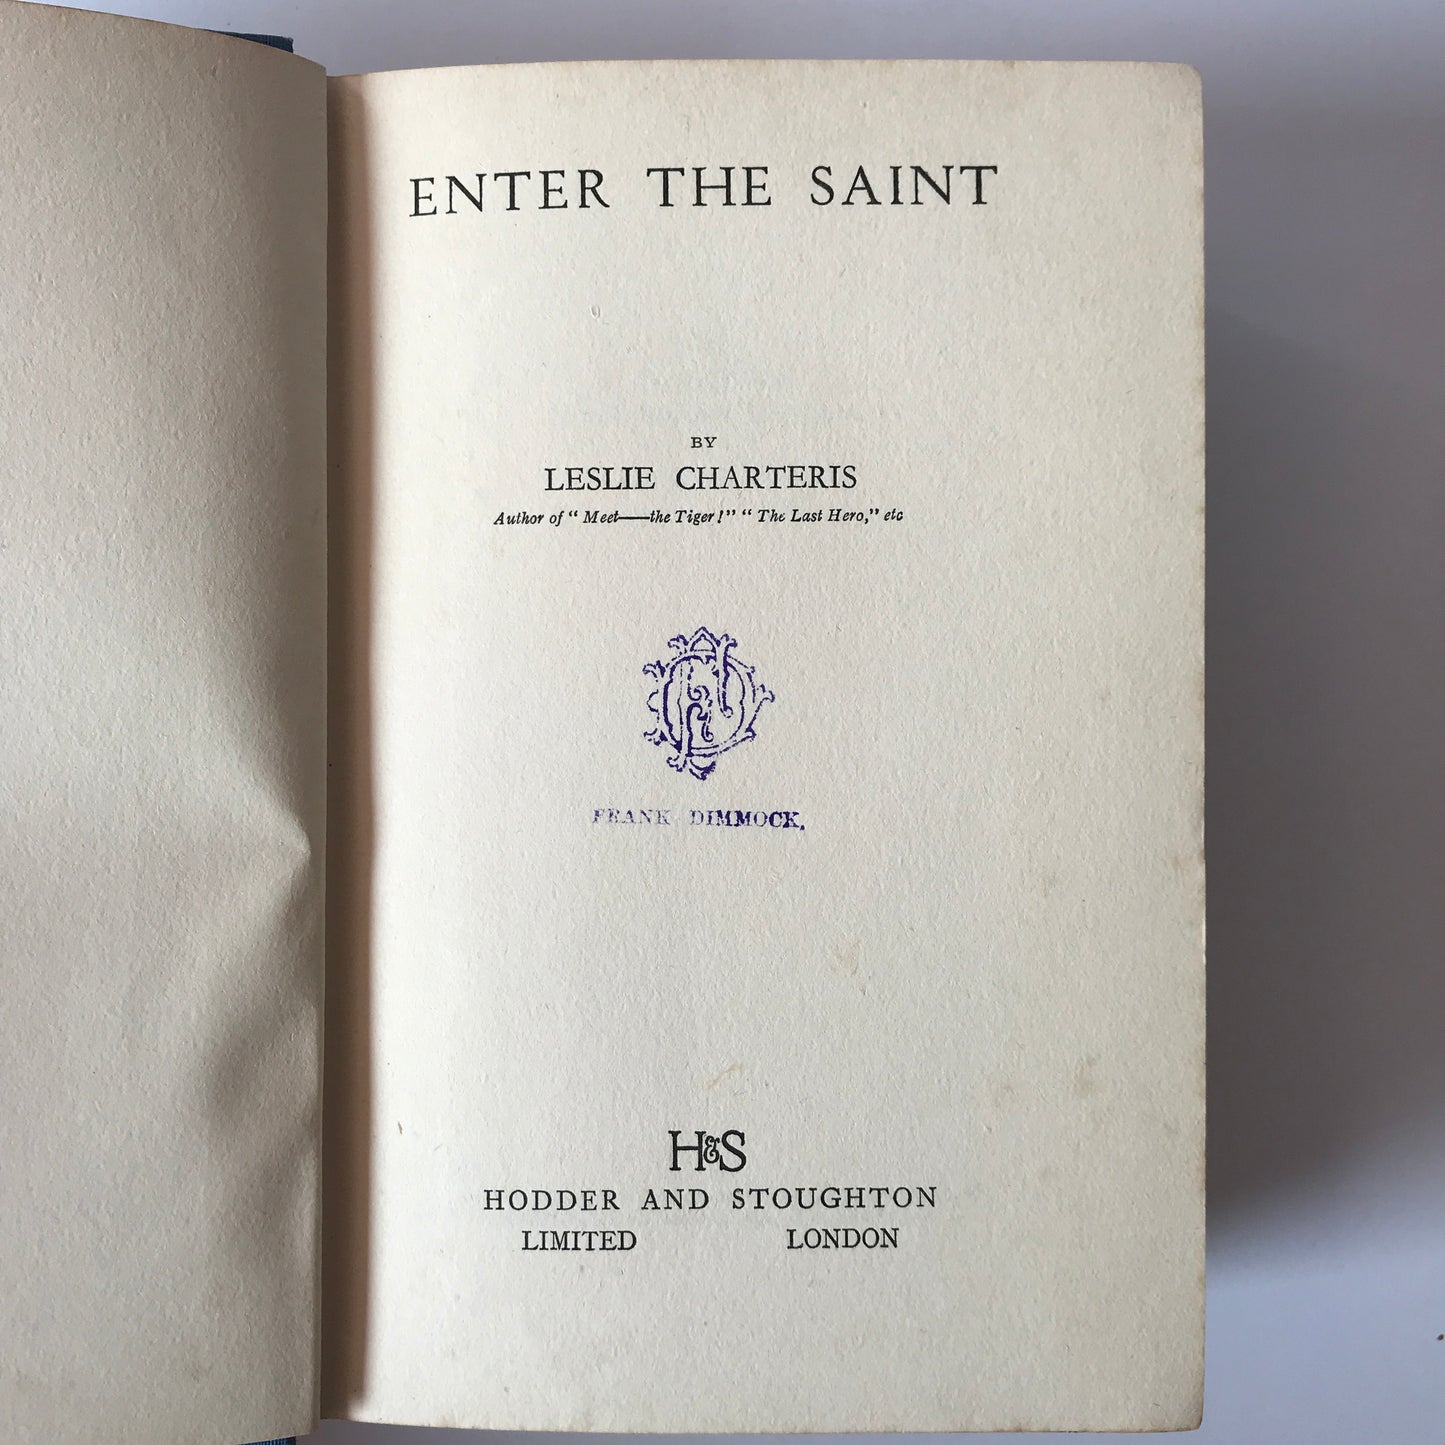 ENTER THE SAINT
BY
LESLIE CHARTERIS
Author of “ Meet——the Tiger!” “ The Last Hero,” etc
FRANK DIMMOCK.
H&S
HODDER AND STOUGHTON
LIMITED LONDON